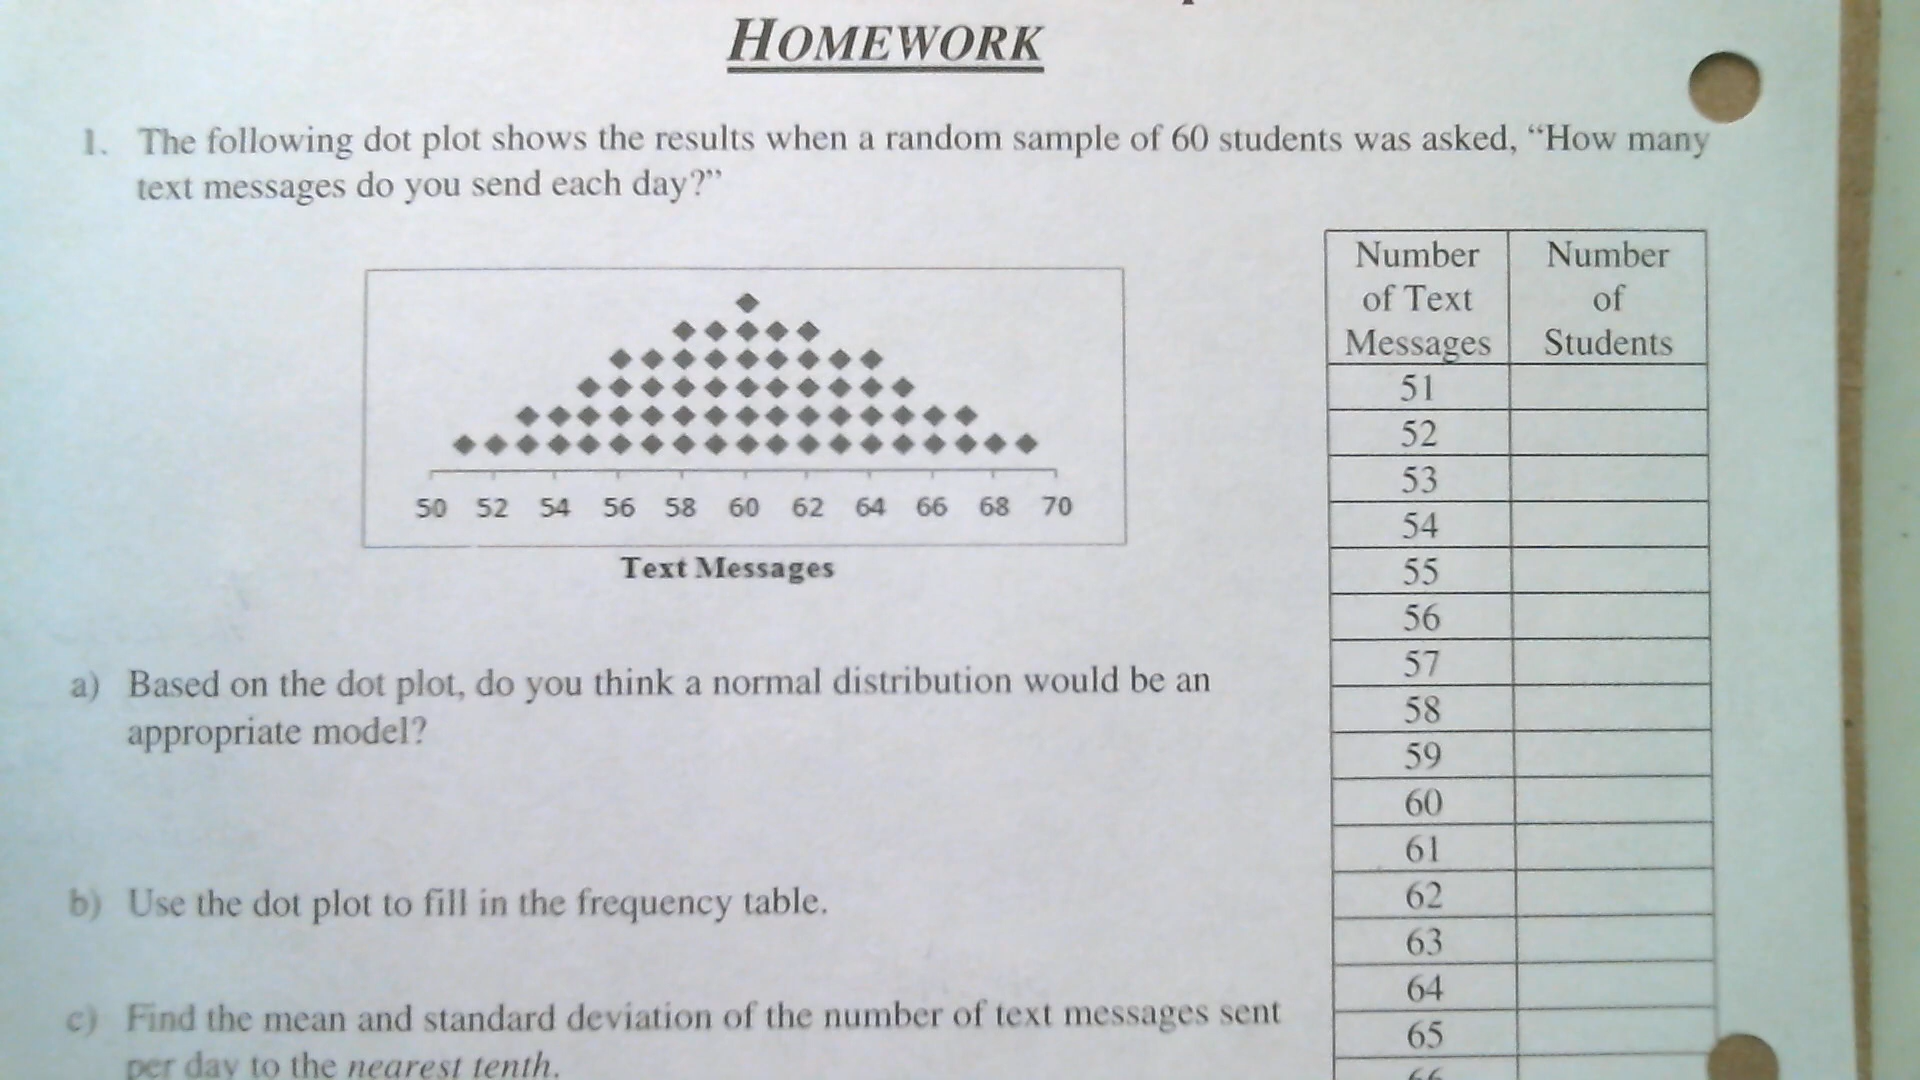 HOMEWORK
1. The following dot plot shows the results when a random sample of 60 students was asked, “How many
text messages do you send each day?”
50 52 54 56 58 60 62 64 66 68 70
Text Messages
Number of Text Messages Number of Students
51
52
53
54
55
56
57
58
59
60
61
62
63
64
65
66
a) Based on the dot plot, do you think a normal distribution would be an
appropriate model?
b) Use the dot plot to fill in the frequency table.
c) Find the mean and standard deviation of the number of text messages sent
per day to the nearest tenth.